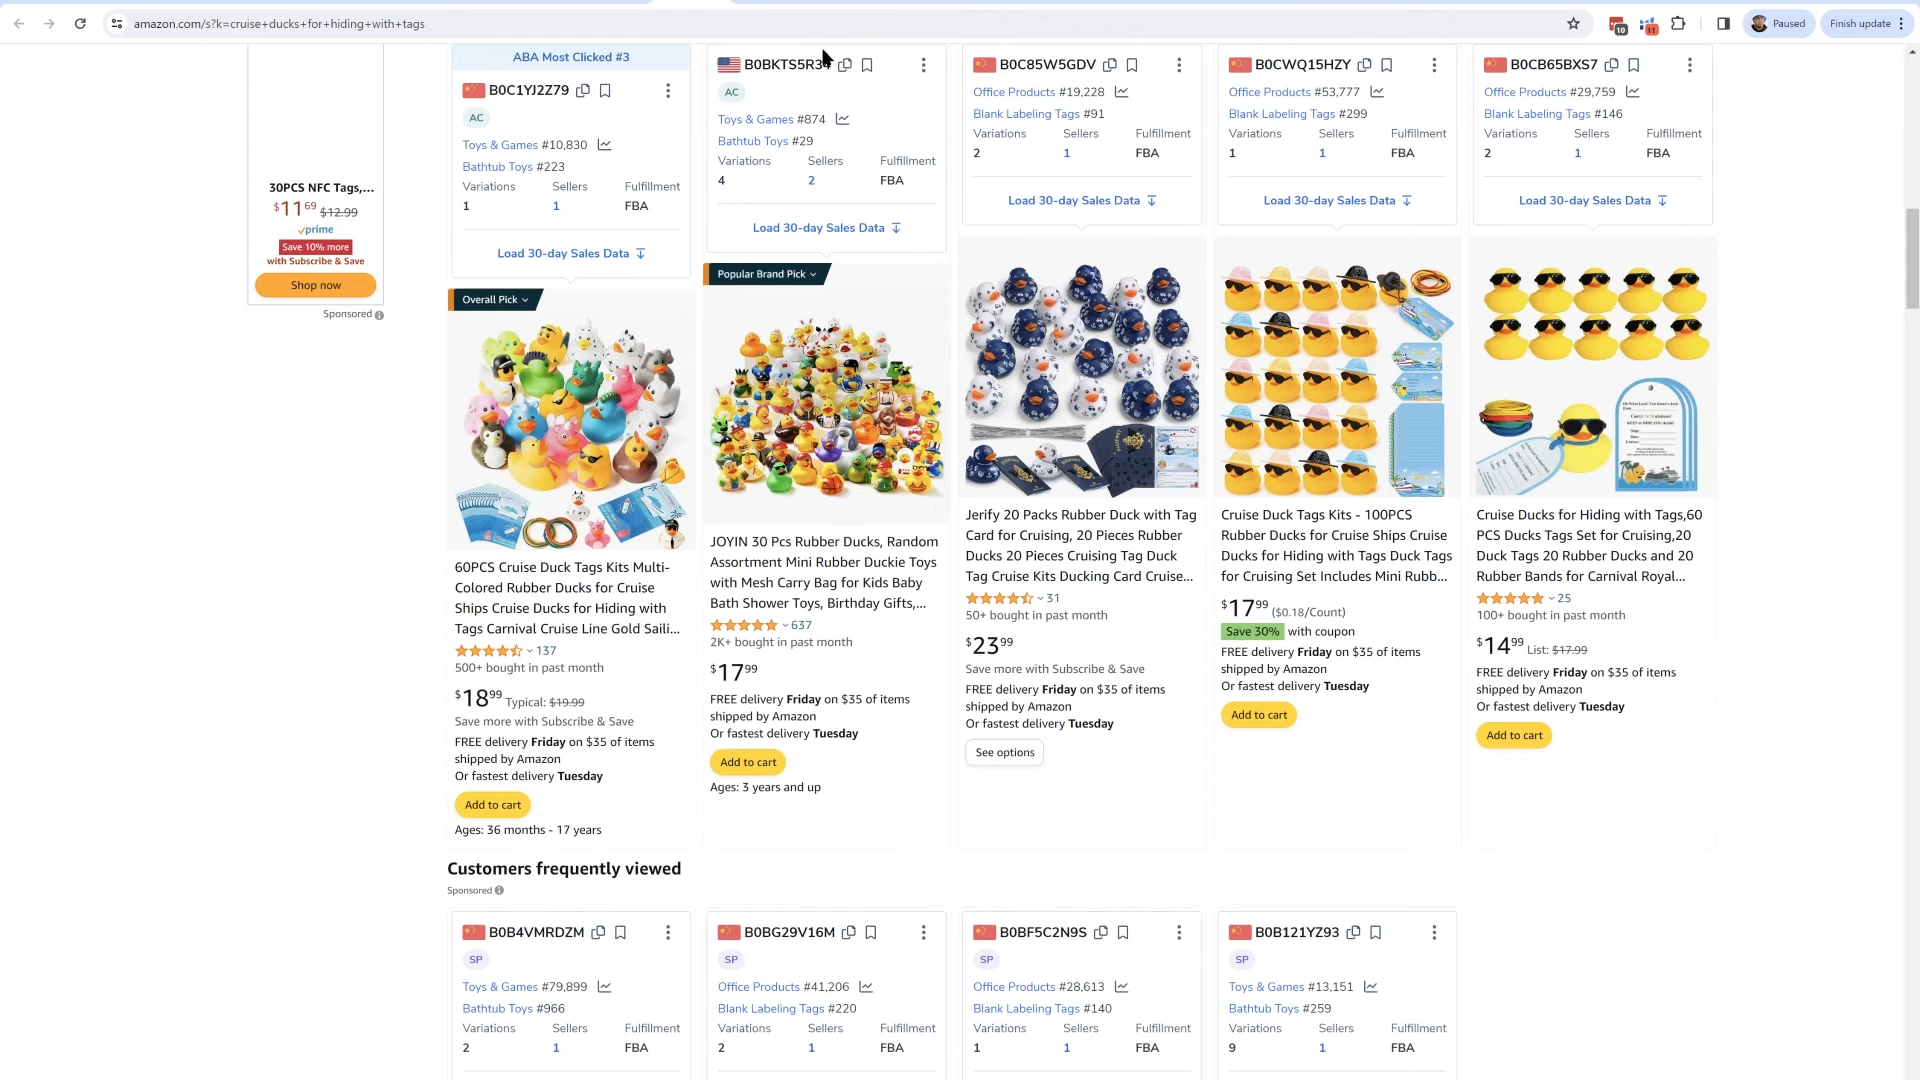 amazon.com/s?k=cruise+ducks+for+hiding+with+tags
10
11
Paused
Finish update
30PCS NFC Tags,...
$11.69 $12.99
prime
Save 10% more
with Subscribe & Save
Shop now
Sponsored
ABA Most Clicked #3
B0C1YJ2Z79
AC
Toys & Games #10,830
Bathtub Toys #223
Variations Sellers Fulfillment
1 1 FBA
Load 30-day Sales Data
Overall Pick
60PCS Cruise Duck Tags Kits Multi-
Colored Rubber Ducks for Cruise
Ships Cruise Ducks for Hiding with
Tags Carnival Cruise Line Gold Saili...
137
500+ bought in past month
$18.99 Typical: $19.99
Save more with Subscribe & Save
FREE delivery Friday on $35 of items
shipped by Amazon
Or fastest delivery Tuesday
Add to cart
Ages: 36 months - 17 years
B0BKTS5R34
AC
Toys & Games #874
Bathtub Toys #29
Variations Sellers Fulfillment
4 2 FBA
Load 30-day Sales Data
Popular Brand Pick
JOYIN 30 Pcs Rubber Ducks, Random
Assortment Mini Rubber Duckie Toys
with Mesh Carry Bag for Kids Baby
Bath Shower Toys, Birthday Gifts,...
637
2K+ bought in past month
$17.99
FREE delivery Friday on $35 of items
shipped by Amazon
Or fastest delivery Tuesday
Add to cart
Ages: 3 years and up
B0C85W5GDV
Office Products #19,228
Blank Labeling Tags #91
Variations Sellers Fulfillment
2 1 FBA
Load 30-day Sales Data
Jerify 20 Packs Rubber Duck with Tag
Card for Cruising, 20 Pieces Rubber
Ducks 20 Pieces Cruising Tag Duck
Tag Cruise Kits Ducking Card Cruise...
31
50+ bought in past month
$23.99
Save more with Subscribe & Save
FREE delivery Friday on $35 of items
shipped by Amazon
Or fastest delivery Tuesday
See options
B0CWQ15HZY
Office Products #53,777
Blank Labeling Tags #299
Variations Sellers Fulfillment
1 1 FBA
Load 30-day Sales Data
Cruise Duck Tags Kits - 100PCS
Rubber Ducks for Cruise Ships Cruise
Ducks for Hiding with Tags Duck Tags
for Cruising Set Includes Mini Rubb...
$17.99 ($0.18/Count)
Save 30% with coupon
FREE delivery Friday on $35 of items
shipped by Amazon
Or fastest delivery Tuesday
Add to cart
B0CB65BXS7
Office Products #29,759
Blank Labeling Tags #146
Variations Sellers Fulfillment
2 1 FBA
Load 30-day Sales Data
Cruise Ducks for Hiding with Tags,60
PCS Ducks Tags Set for Cruising,20
Duck Tags 20 Rubber Ducks and 20
Rubber Bands for Carnival Royal...
25
100+ bought in past month
$14.99 List: $17.99
FREE delivery Friday on $35 of items
shipped by Amazon
Or fastest delivery Tuesday
Add to cart
Customers frequently viewed
Sponsored
B0B4VMRDZM
SP
Toys & Games #79,899
Bathtub Toys #966
Variations Sellers Fulfillment
2 1 FBA
B0BG29V16M
SP
Office Products #41,206
Blank Labeling Tags #220
Variations Sellers Fulfillment
2 1 FBA
B0BF5C2N9S
SP
Office Products #28,613
Blank Labeling Tags #140
Variations Sellers Fulfillment
1 1 FBA
B0B121YZ93
SP
Toys & Games #13,151
Bathtub Toys #259
Variations Sellers Fulfillment
9 1 FBA